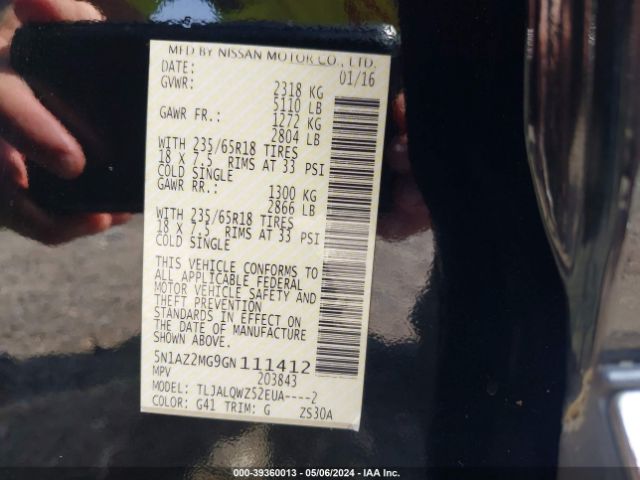 MFD BY NISSAN MOTOR CO., LTD.
DATE: 01/16
GVWR: 2318 KG
5110 LB
GAWR FR.: 1272 KG
2804 LB
WITH 235/65R18 TIRES
18 X 7.5 RIMS AT 33 PSI
COLD SINGLE
GAWR RR.: 1300 KG
2866 LB
WITH 235/65R18 TIRES
18 X 7.5 RIMS AT 33 PSI
COLD SINGLE
THIS VEHICLE CONFORMS TO
ALL APPLICABLE FEDERAL
MOTOR VEHICLE SAFETY AND
THEFT PREVENTION
STANDARDS IN EFFECT ON
THE DATE OF MANUFACTURE
SHOWN ABOVE.
5N1AZ2MG9GN111412
MPV 203843
MODEL: TLJALQWZ52EUA----2
COLOR: G41 TRIM: G ZS30A
000-39360013 - 05/06/2024 - IAA Inc.